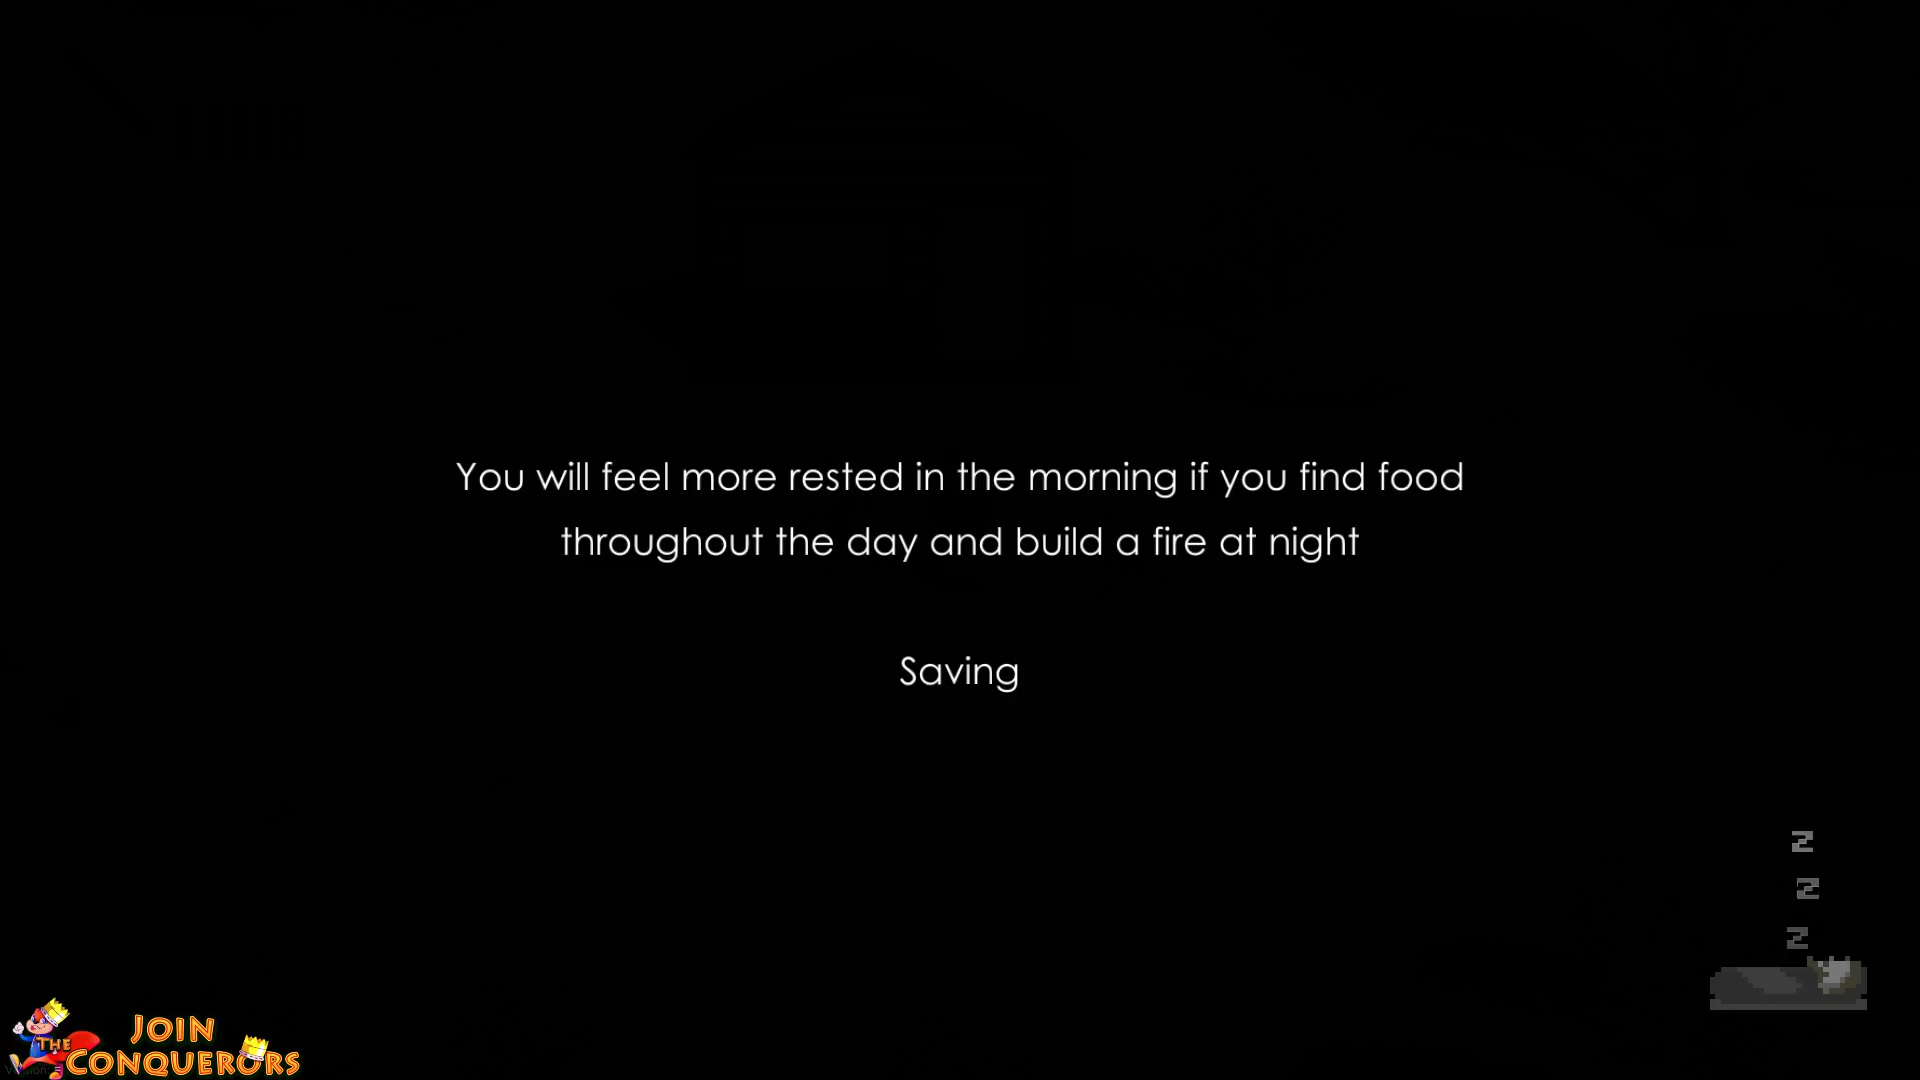 You will feel more rested in the morning if you find food
throughout the day and build a fire at night
Saving
z
z
z
JOIN
THE
CONQUERORS